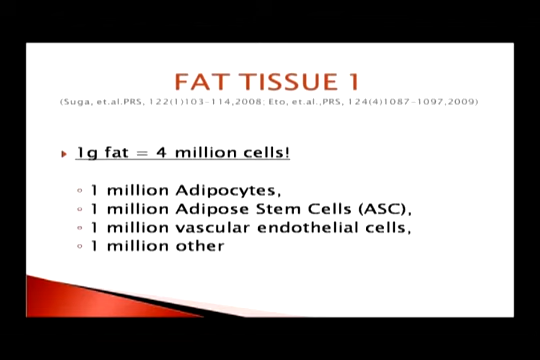 FAT TISSUE 1
(Suga, et.al.PRS, 122(1)103-114,2008; Eto, et.al.,PRS, 124(4)1087-1097,2009)
1g fat = 4 million cells!
1 million Adipocytes,
1 million Adipose Stem Cells (ASC),
1 million vascular endothelial cells,
1 million other